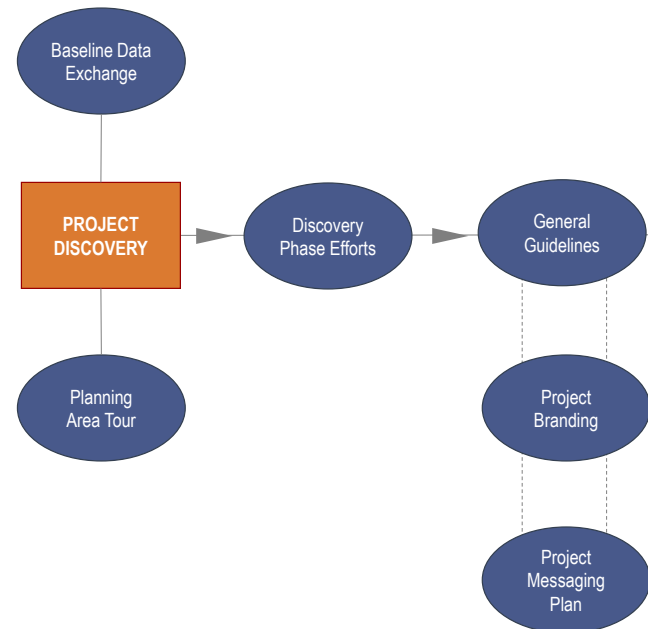 Baseline Data
Exchange
PROJECT
DISCOVERY
Discovery
Phase Efforts
General
Guidelines
Planning
Area Tour
Project
Branding
Project
Messaging
Plan